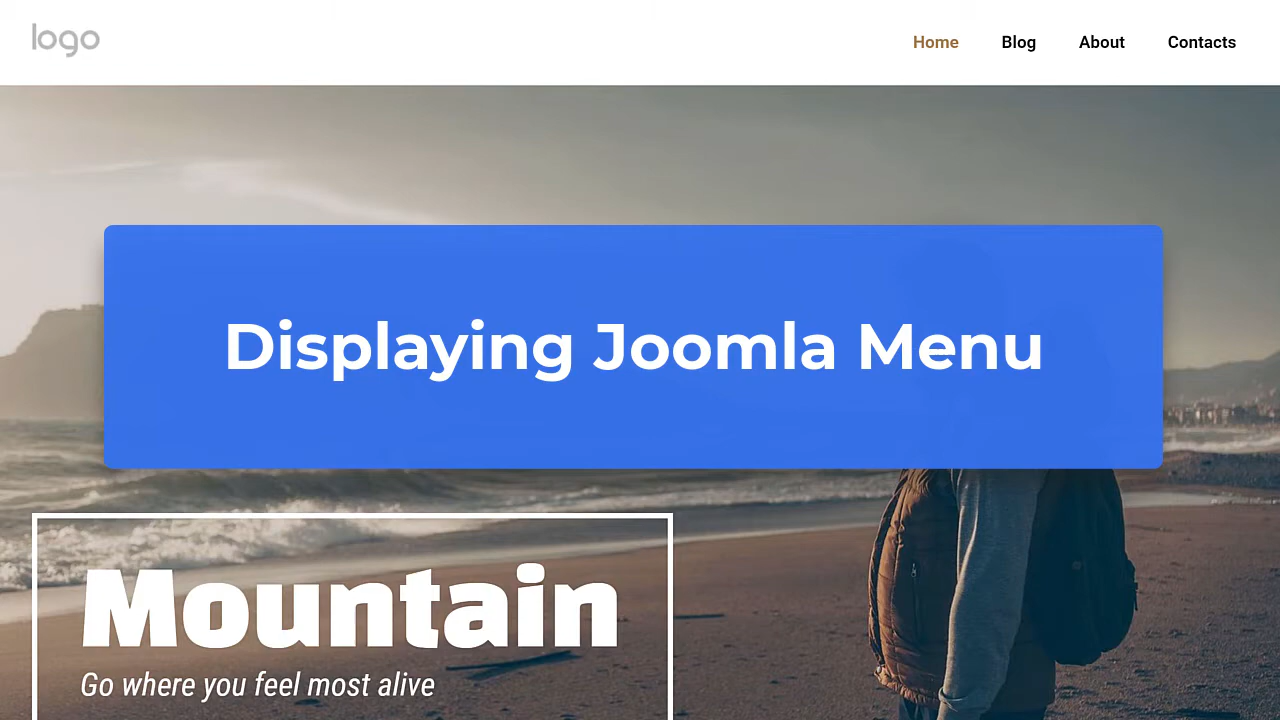 logo
Home Blog About Contacts
Displaying Joomla Menu
Mountain
Go where you feel most alive